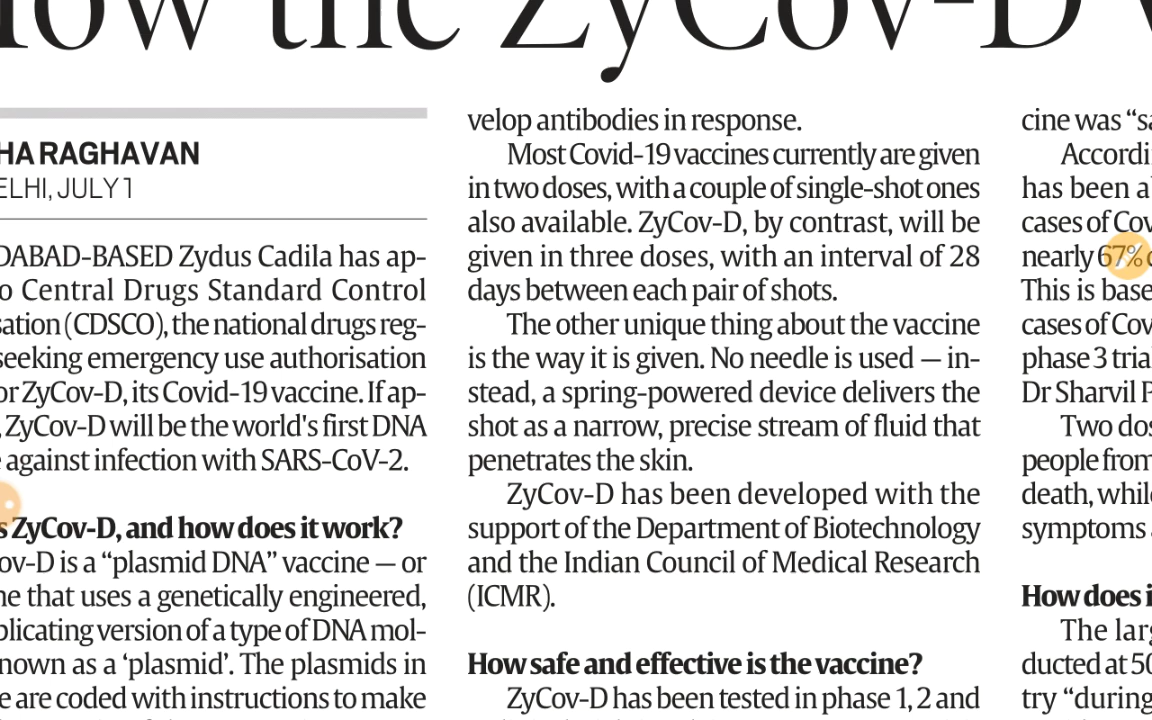 How the ZyCov-D
HA RAGHAVAN
ELHI, JULY 1
DABAD-BASED Zydus Cadila has ap-
o Central Drugs Standard Control
sation (CDSCO), the national drugs reg-
seeking emergency use authorisation
or ZyCov-D, its Covid-19 vaccine. If ap-
, ZyCov-D will be the world's first DNA
e against infection with SARS-CoV-2.
s ZyCov-D, and how does it work?
ov-D is a “plasmid DNA” vaccine — or
ne that uses a genetically engineered,
plicating version of a type of DNA mol-
nown as a ‘plasmid’. The plasmids in
e are coded with instructions to make
velop antibodies in response.
Most Covid-19 vaccines currently are given
in two doses, with a couple of single-shot ones
also available. ZyCov-D, by contrast, will be
given in three doses, with an interval of 28
days between each pair of shots.
The other unique thing about the vaccine
is the way it is given. No needle is used — in-
stead, a spring-powered device delivers the
shot as a narrow, precise stream of fluid that
penetrates the skin.
ZyCov-D has been developed with the
support of the Department of Biotechnology
and the Indian Council of Medical Research
(ICMR).
How safe and effective is the vaccine?
ZyCov-D has been tested in phase 1, 2 and
cine was “sa
Accordi
has been a
cases of Cov
nearly 67% c
This is base
cases of Cov
phase 3 tria
Dr Sharvil P
Two dos
people from
death, while
symptoms
How does i
The larg
ducted at 50
try “during